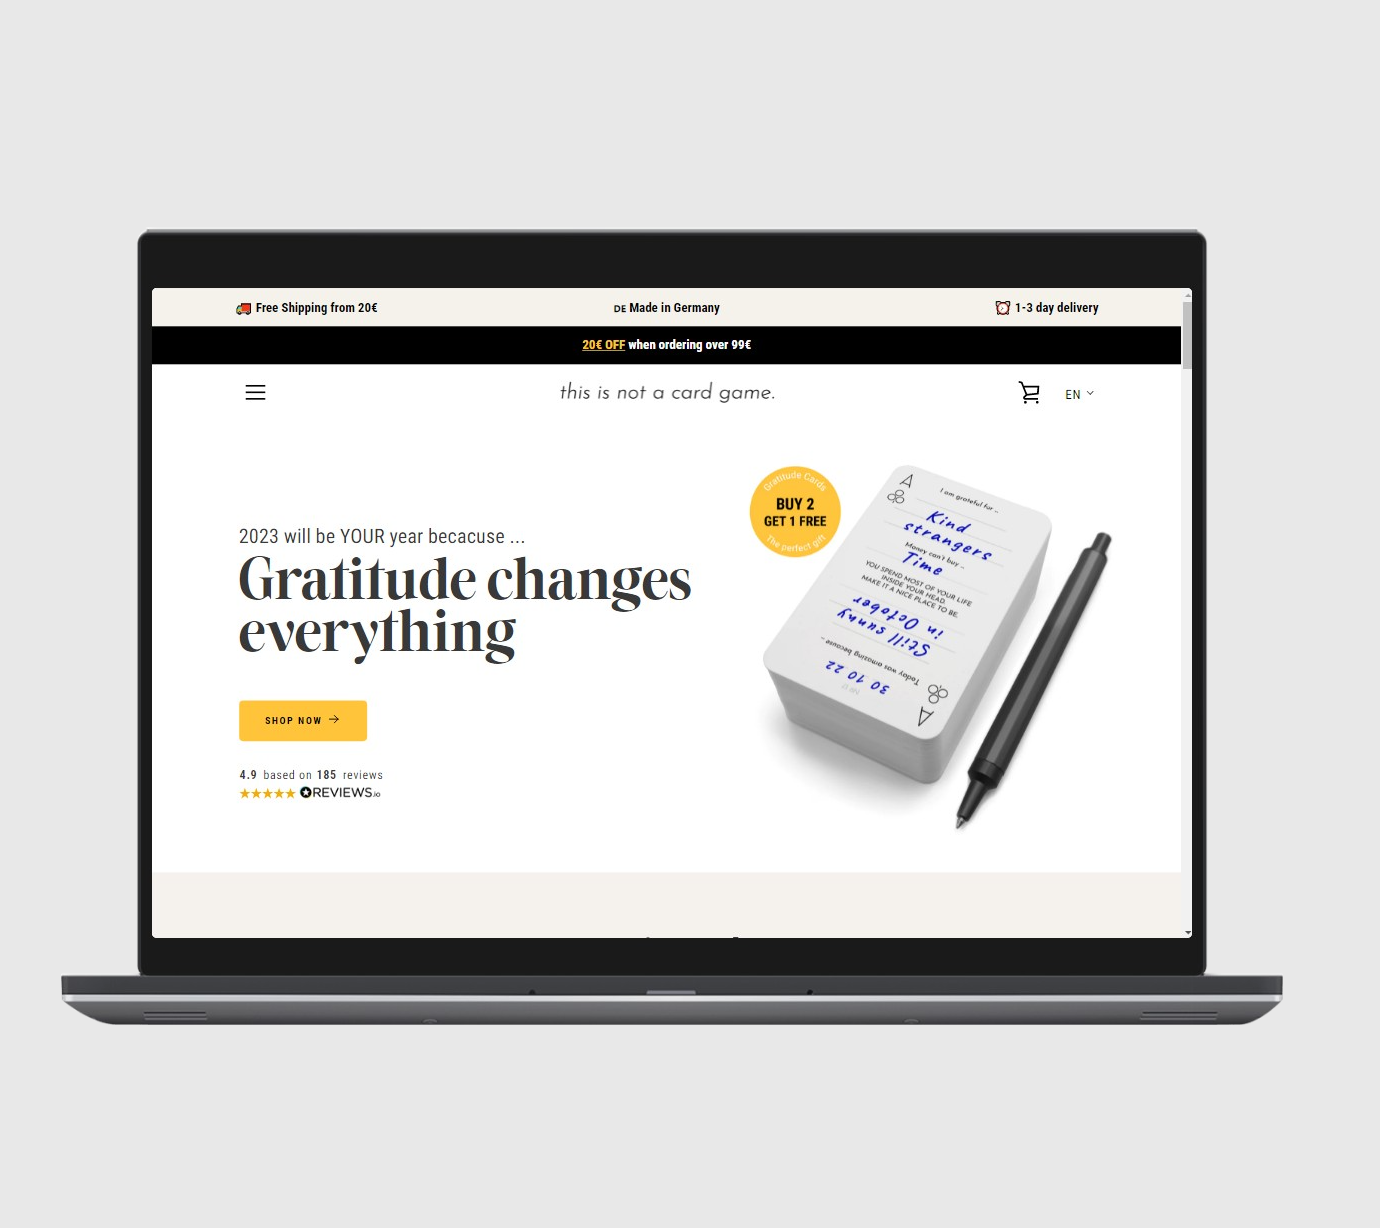 Free Shipping from 20€
DE Made in Germany
1-3 day delivery
20€ OFF when ordering over 99€
this is not a card game.
EN
2023 will be YOUR year becacuse ...
Gratitude changes
everything
SHOP NOW →
4.9 based on 185 reviews
★★★★★ REVIEWS.io
Gratitude Cards
BUY 2
GET 1 FREE
The perfect gift
A
I am grateful for -
Kind
strangers
Money can't buy -
Time
YOU SPEND MOST OF YOUR LIFE
INSIDE YOUR HEAD.
MAKE IT A NICE PLACE TO BE.
Still sunny
in October
Today was amazing because -
30 10 22
A